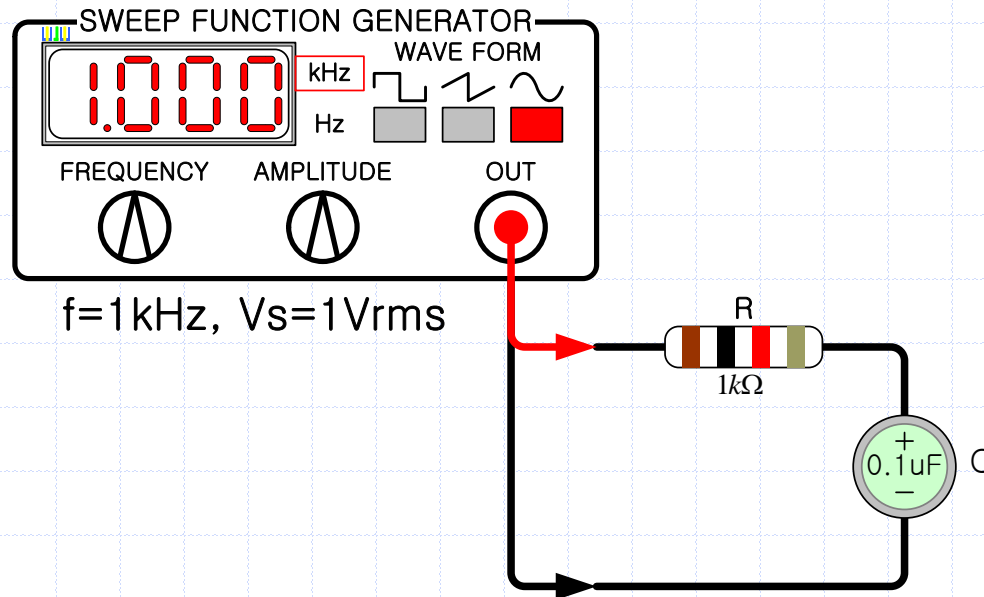 SWEEP FUNCTION GENERATOR
1.000
kHz
Hz
WAVE FORM
FREQUENCY
AMPLITUDE
OUT
f=1kHz, Vs=1Vrms
R
1kΩ
+
0.1uF
−